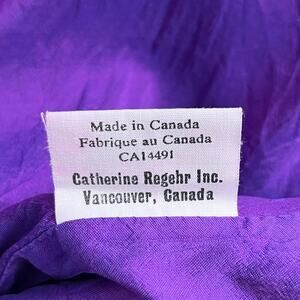 Made in Canada
Fabrique au Canada
CA14491
Catherine Regehr Inc.
Vancouver, Canada